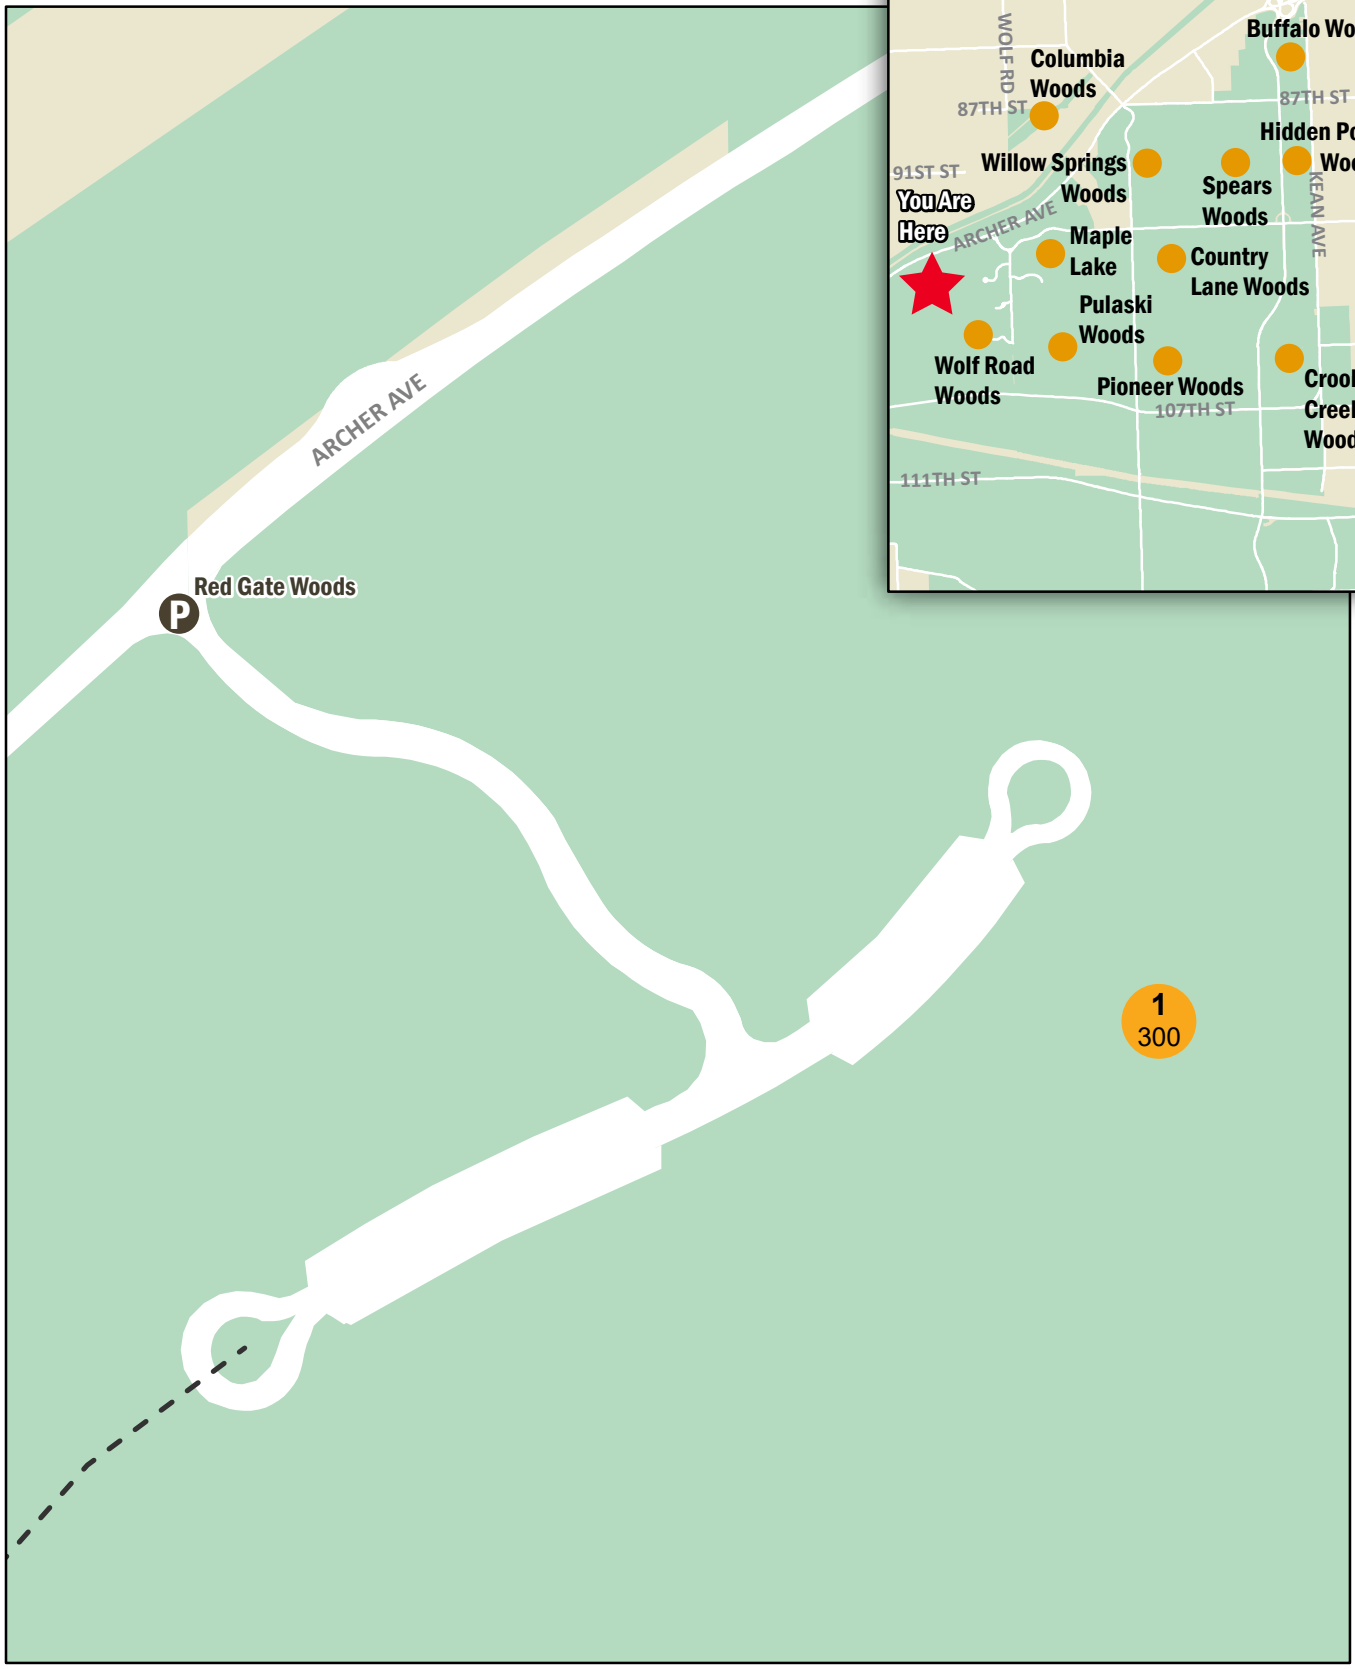 WOLF RD
Buffalo Wo
Columbia
Woods
87TH ST
87TH ST
Hidden Po
Woo
Willow Springs
Woods
91ST ST
Spears
Woods
KEAN AVE
You Are
Here
ARCHER AVE
Maple
Lake
Country
Lane Woods
Pulaski
Woods
Wolf Road
Woods
Pioneer Woods
Crook
Creek
Wood
107TH ST
111TH ST
ARCHER AVE
P
Red Gate Woods
1
300